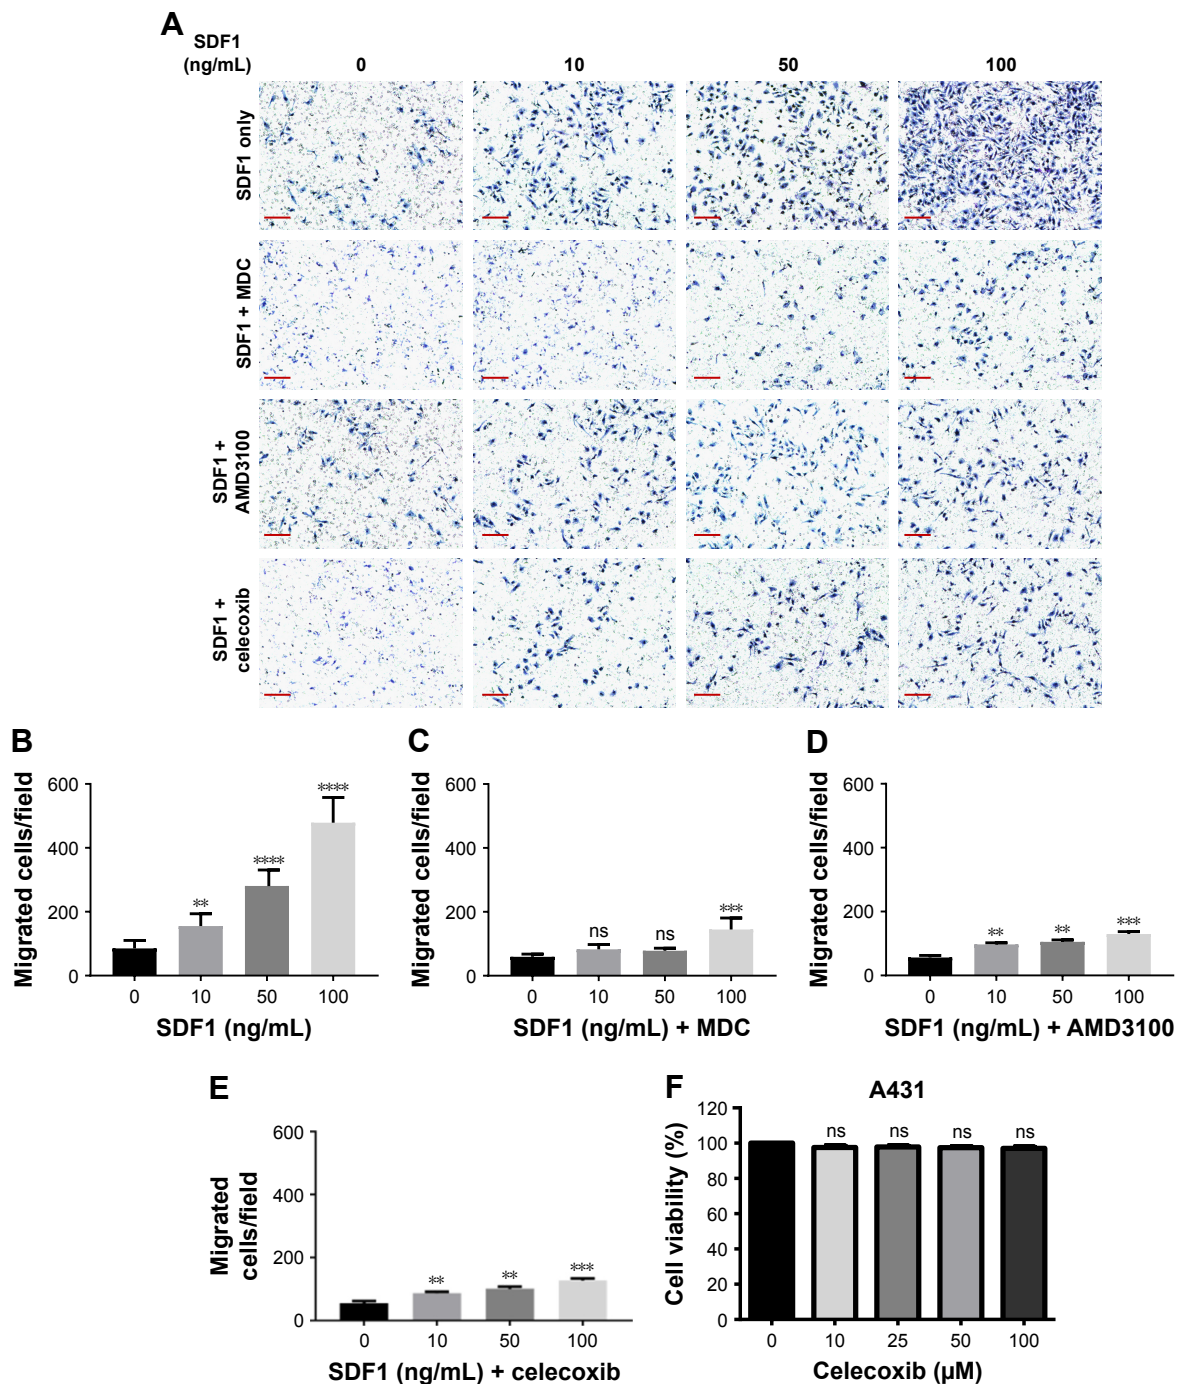 A
SDF1
(ng/mL)
0
10
50
100
SDF1 only
SDF1 + MDC
SDF1 +
AMD3100
SDF1 +
celecoxib
B
Migrated cells/field
600
400
200
0
**
****
****
0
10
50
100
SDF1 (ng/mL)
C
Migrated cells/field
600
400
200
0
ns
ns
***
0
10
50
100
SDF1 (ng/mL) + MDC
D
Migrated cells/field
600
400
200
0
**
**
***
0
10
50
100
SDF1 (ng/mL) + AMD3100
E
Migrated
cells/field
600
400
200
0
**
**
***
0
10
50
100
SDF1 (ng/mL) + celecoxib
F
A431
Cell viability (%)
120
100
80
60
40
20
0
ns
ns
ns
ns
0
10
25
50
100
Celecoxib (μM)